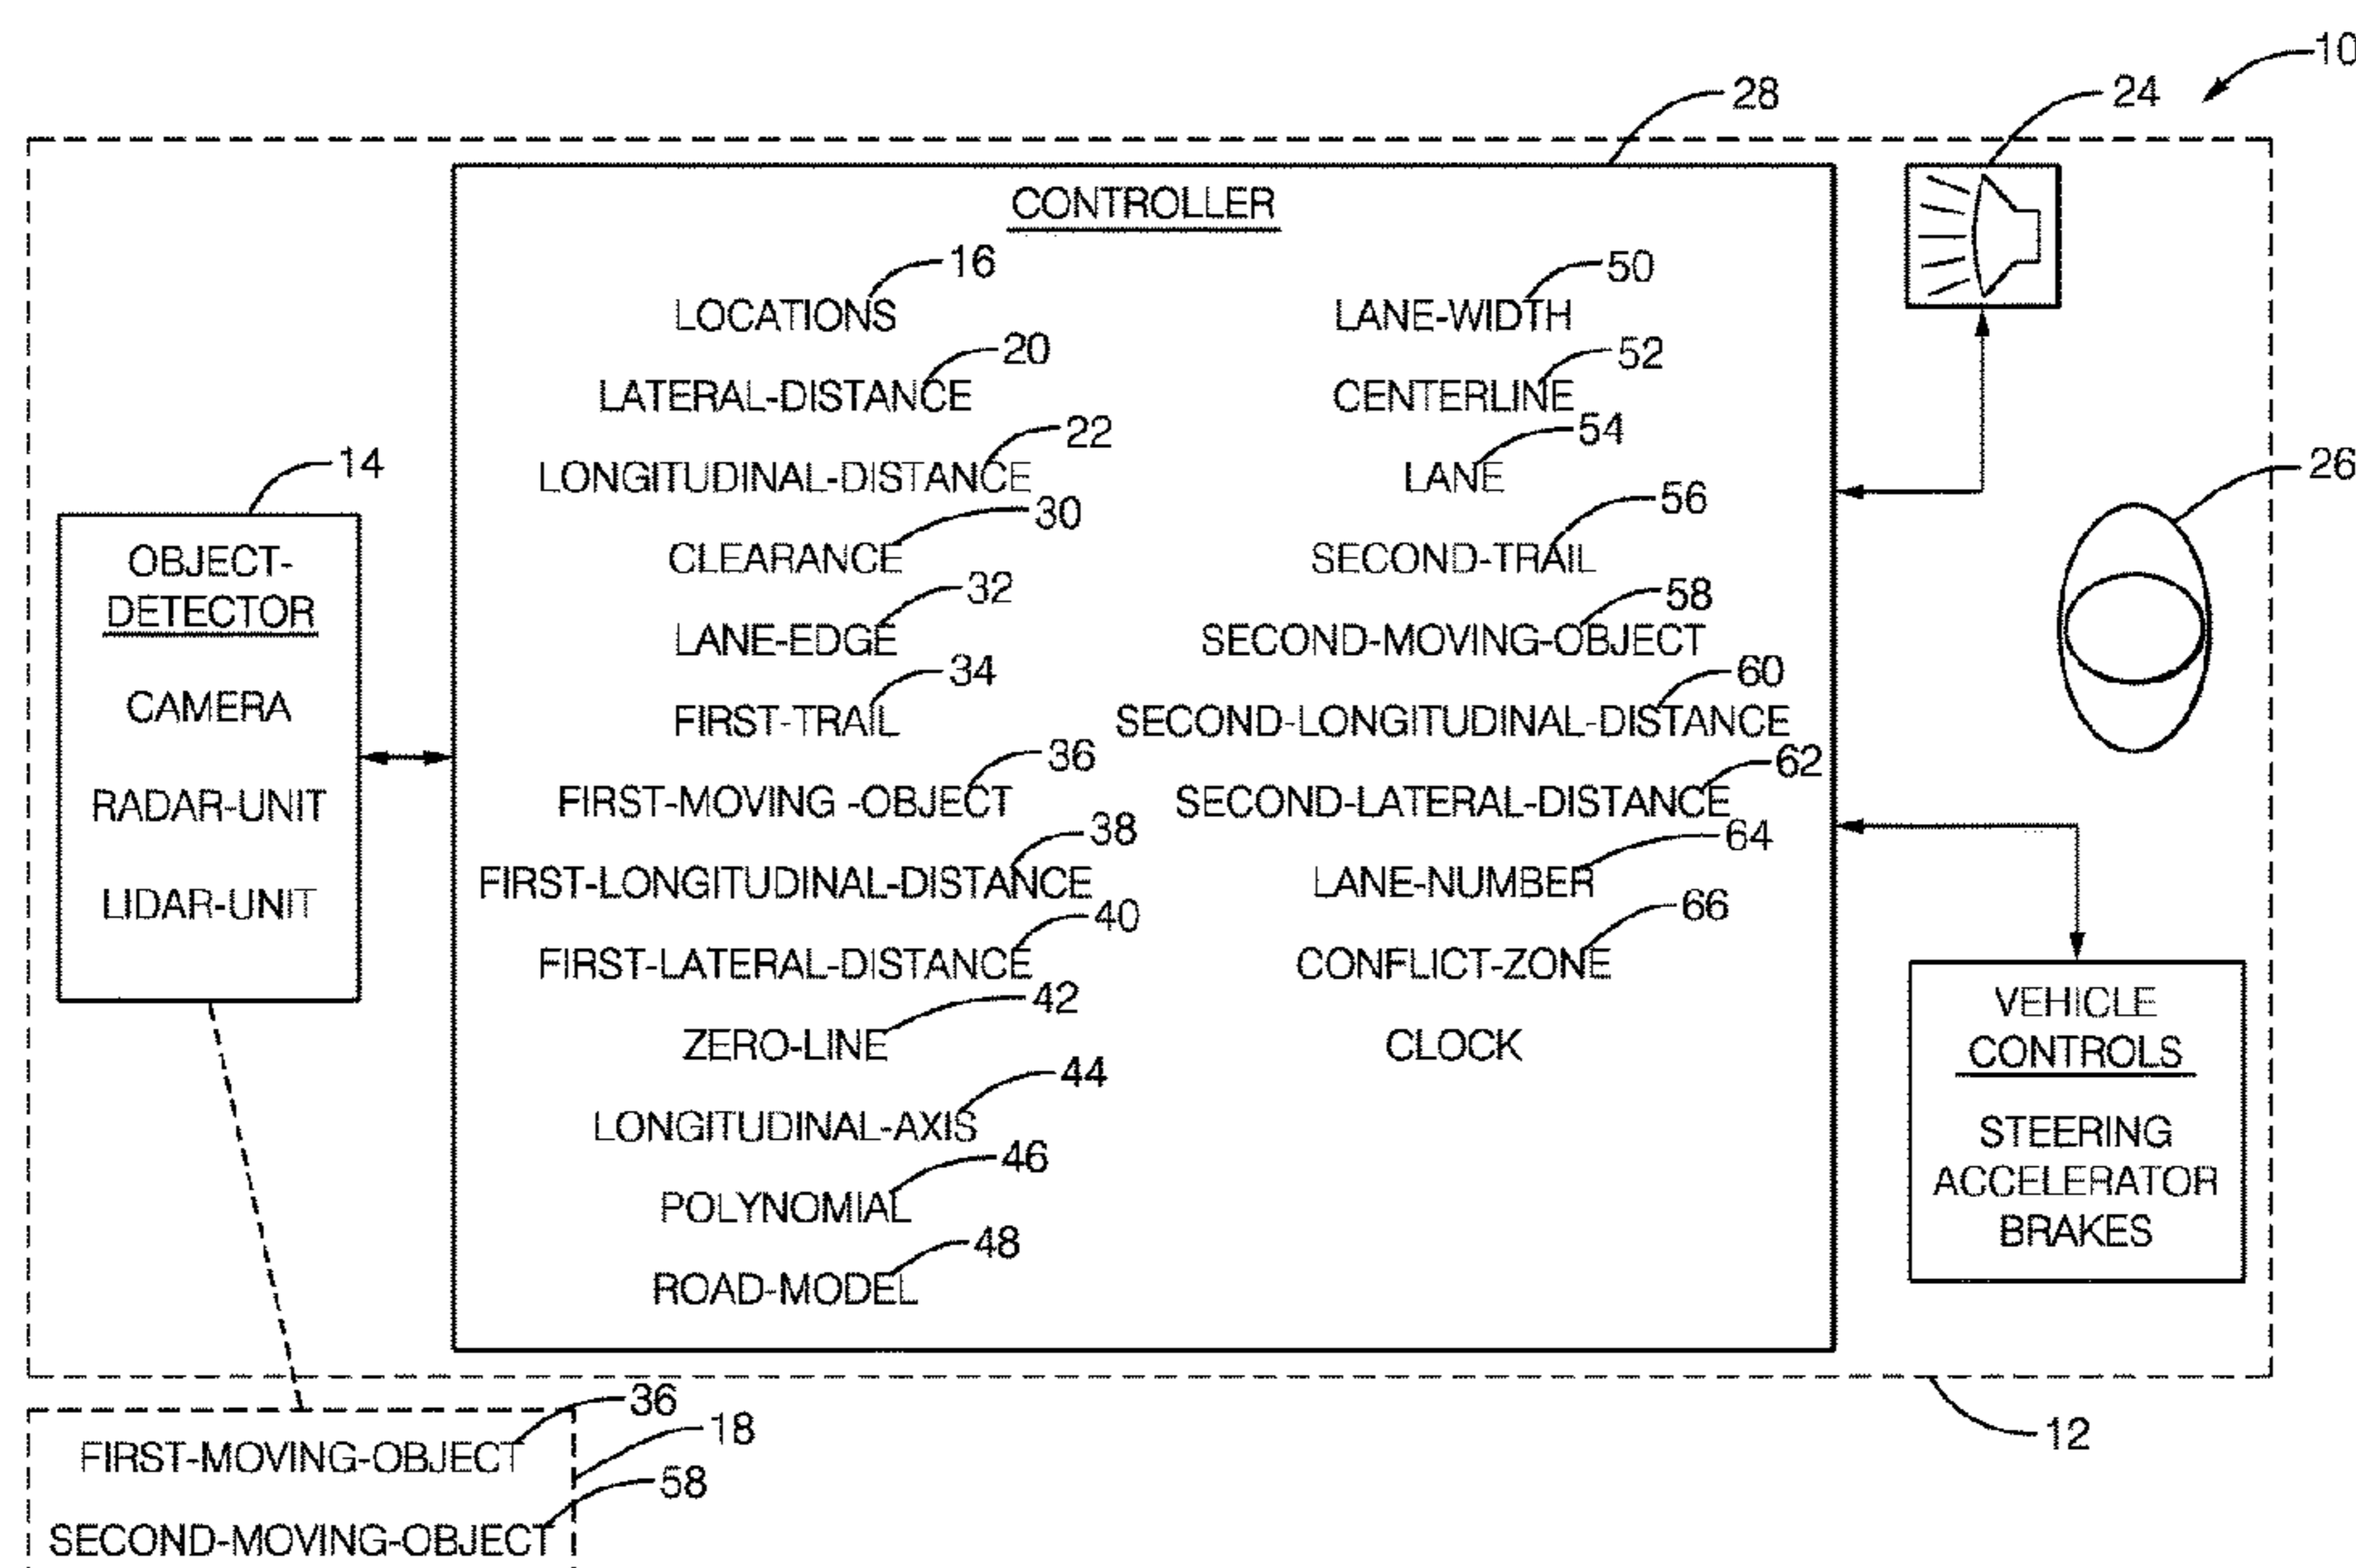 10
28
24
CONTROLLER
16
50
LOCATIONS
LANE-WIDTH
20
52
LATERAL-DISTANCE
CENTERLINE
22
54
14
26
LONGITUDINAL-DISTANCE
LANE
30
56
OBJECT-
DETECTOR
CAMERA
RADAR-UNIT
LIDAR-UNIT
CLEARANCE
SECOND-TRAIL
32
58
LANE-EDGE
SECOND-MOVING-OBJECT
34
60
FIRST-TRAIL
SECOND-LONGITUDINAL-DISTANCE
36
62
FIRST-MOVING -OBJECT
SECOND-LATERAL-DISTANCE
38
64
FIRST-LONGITUDINAL-DISTANCE
LANE-NUMBER
40
66
FIRST-LATERAL-DISTANCE
CONFLICT-ZONE
42
ZERO-LINE
CLOCK
VEHICLE
CONTROLS
STEERING
ACCELERATOR
BRAKES
44
LONGITUDINAL-AXIS
46
POLYNOMIAL
48
ROAD-MODEL
36
18
12
FIRST-MOVING-OBJECT
58
SECOND-MOVING-OBJECT